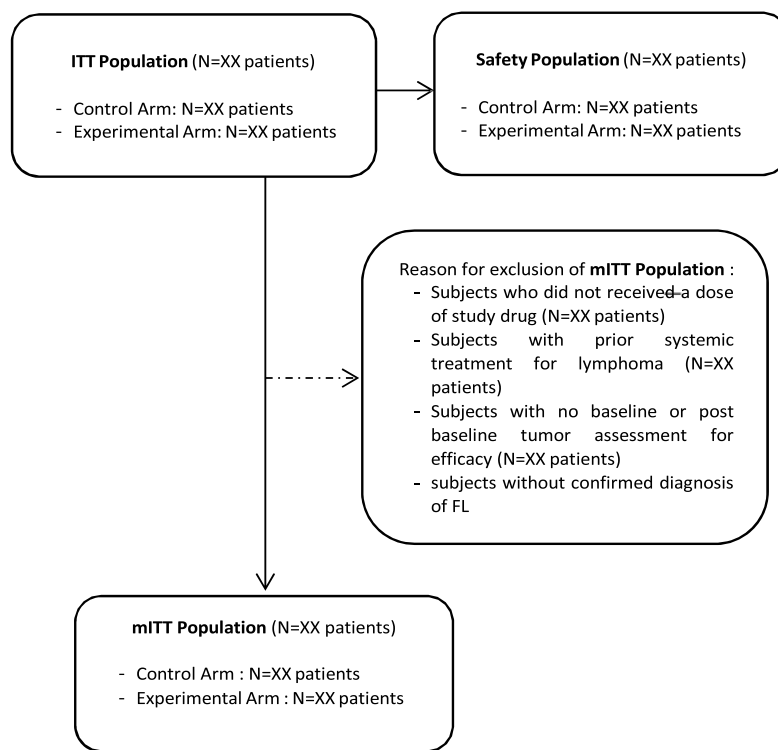 ITT Population (N=XX patients)
- Control Arm: N=XX patients
- Experimental Arm: N=XX patients
Safety Population (N=XX patients)
- Control Arm: N=XX patients
- Experimental Arm: N=XX patients
Reason for exclusion of mITT Population :
- Subjects who did not received a dose
of study drug (N=XX patients)
- Subjects with prior systemic
treatment for lymphoma (N=XX
patients)
- Subjects with no baseline or post
baseline tumor assessment for
efficacy (N=XX patients)
- subjects without confirmed diagnosis
of FL
mITT Population (N=XX patients)
- Control Arm : N=XX patients
- Experimental Arm : N=XX patients